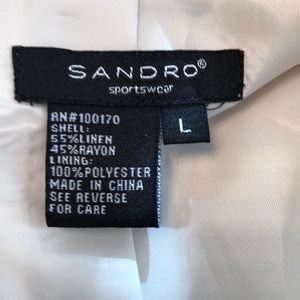 SANDRO®
sportswear
RN#100170
SHELL:
55%LINEN
45%RAYON
LINING:
100%POLYESTER
MADE IN CHINA
SEE REVERSE
FOR CARE
L